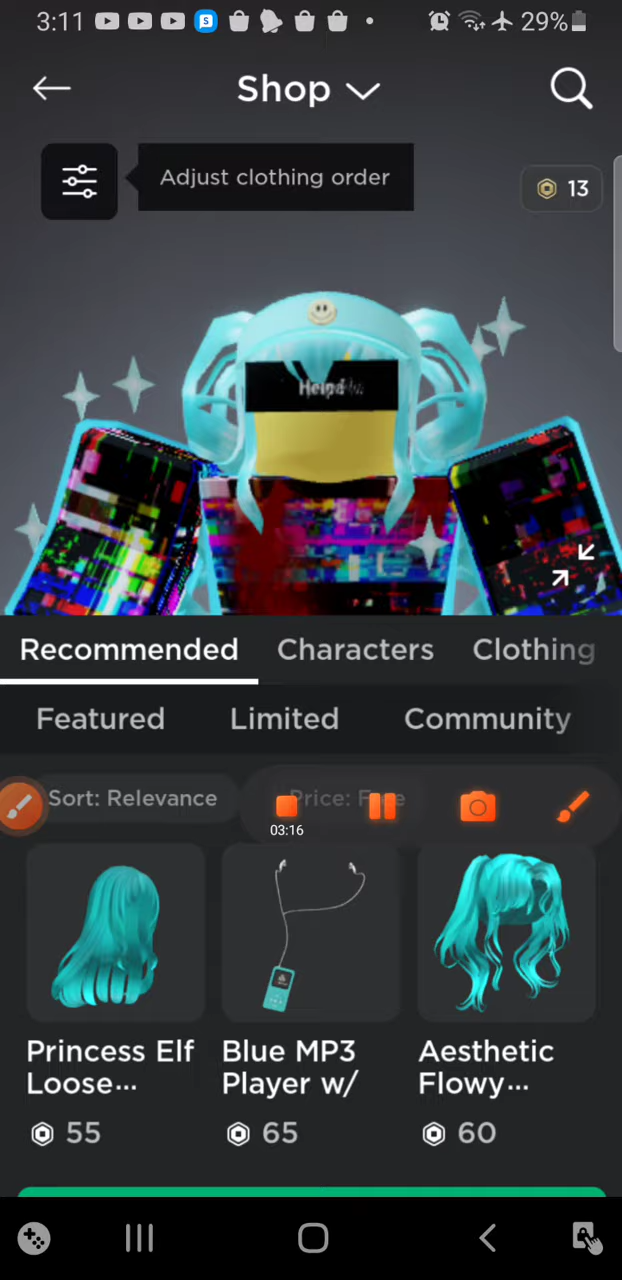 3:11
29%
Shop
Adjust clothing order
13
Recommended Characters Clothing
Featured Limited Community
Sort: Relevance Price:
03:16
Princess Elf Loose...
Blue MP3 Player w/
Aesthetic Flowy...
55
65
60